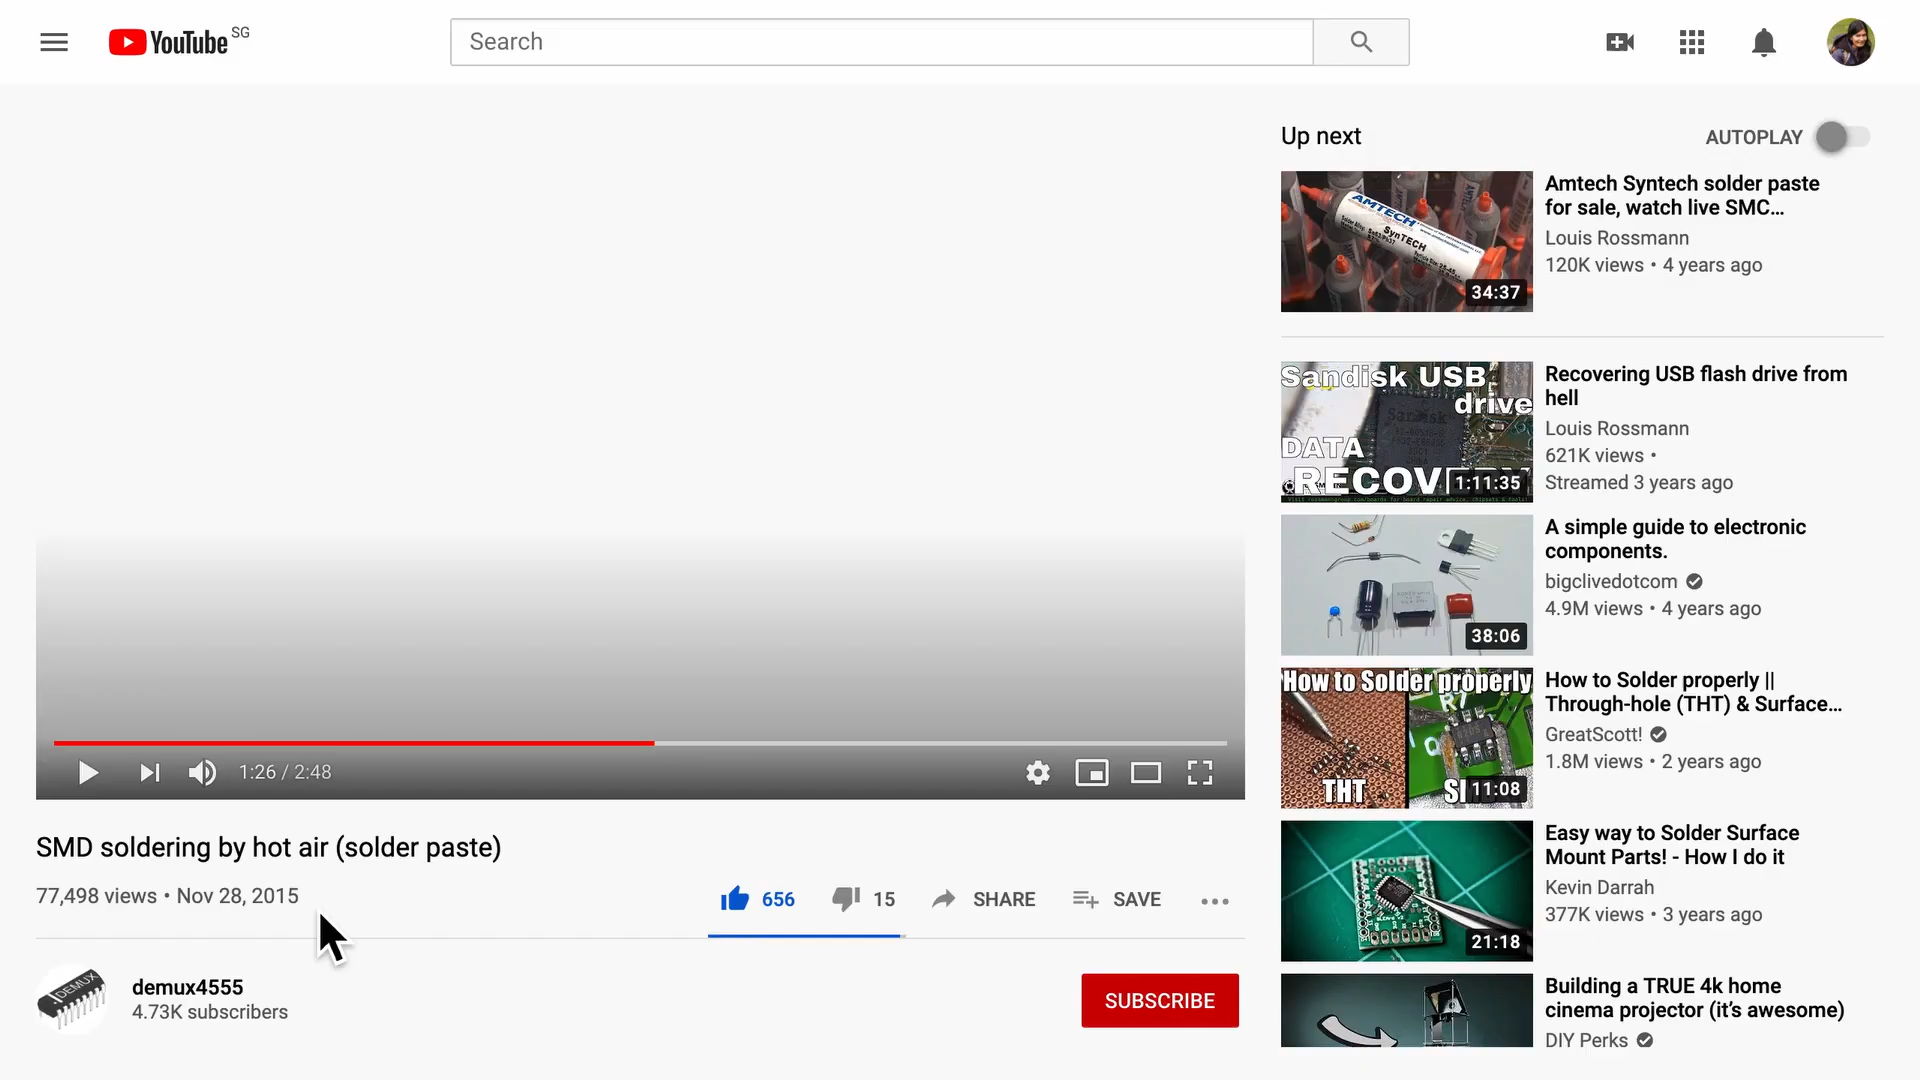 YouTube SG
Search
Up next
AUTOPLAY
AMTECH
SynTECH
34:37
Amtech Syntech solder paste
for sale, watch live SMC...
Louis Rossmann
120K views • 4 years ago
Sandisk USB
drive
DATA
RECOV
1:11:35
Recovering USB flash drive from
hell
Louis Rossmann
621K views •
Streamed 3 years ago
38:06
A simple guide to electronic
components.
bigclivedotcom
4.9M views • 4 years ago
How to Solder properly
THT
11:08
How to Solder properly ||
Through-hole (THT) & Surface...
GreatScott!
1.8M views • 2 years ago
21:18
Easy way to Solder Surface
Mount Parts! - How I do it
Kevin Darrah
377K views • 3 years ago
Building a TRUE 4k home
cinema projector (it's awesome)
DIY Perks
1:26 / 2:48
SMD soldering by hot air (solder paste)
77,498 views • Nov 28, 2015
656
15
SHARE
SAVE
DEMUX
demux4555
4.73K subscribers
SUBSCRIBE